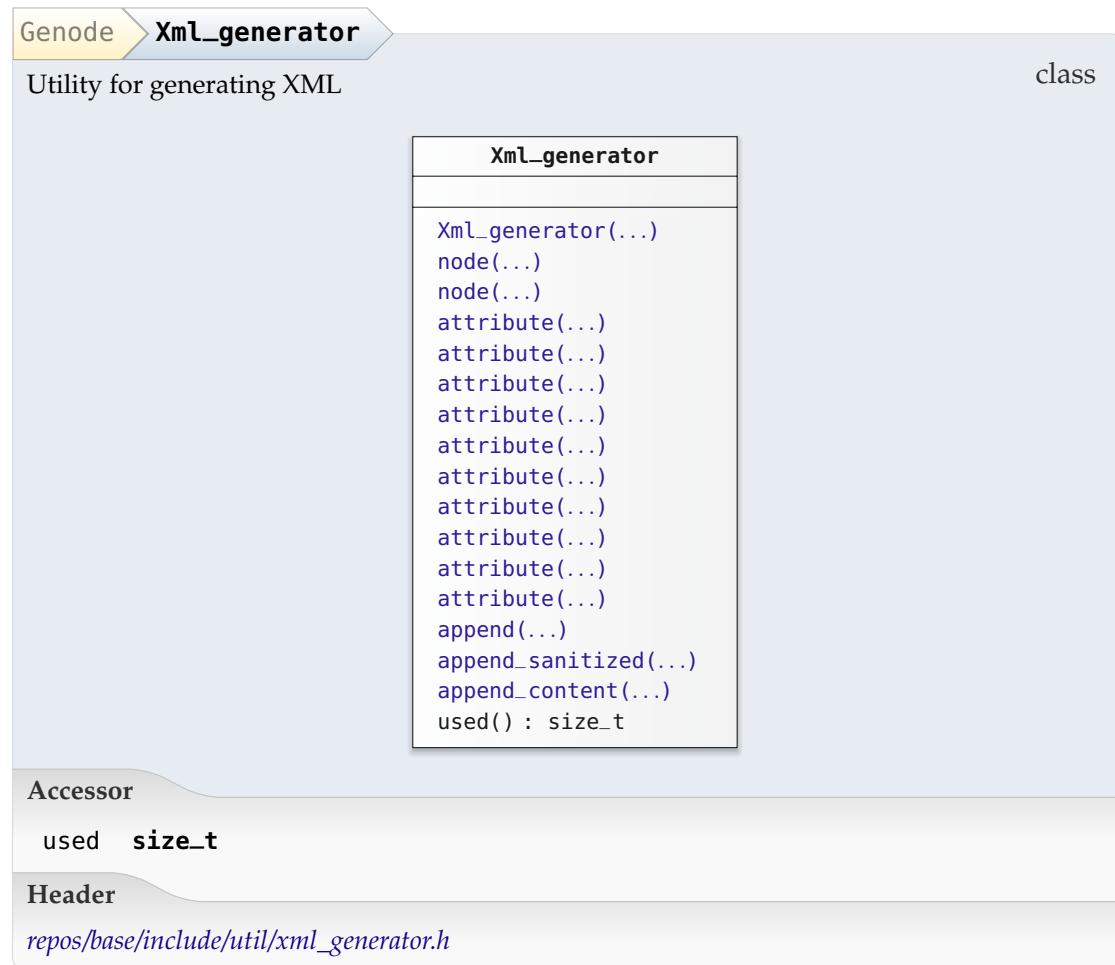 Genode Xml_generator
Utility for generating XML
class
Xml_generator
Xml_generator(...)
node(...)
node(...)
attribute(...)
attribute(...)
attribute(...)
attribute(...)
attribute(...)
attribute(...)
attribute(...)
attribute(...)
attribute(...)
attribute(...)
append(...)
append_sanitized(...)
append_content(...)
used() : size_t
Accessor
used size_t
Header
repos/base/include/util/xml_generator.h